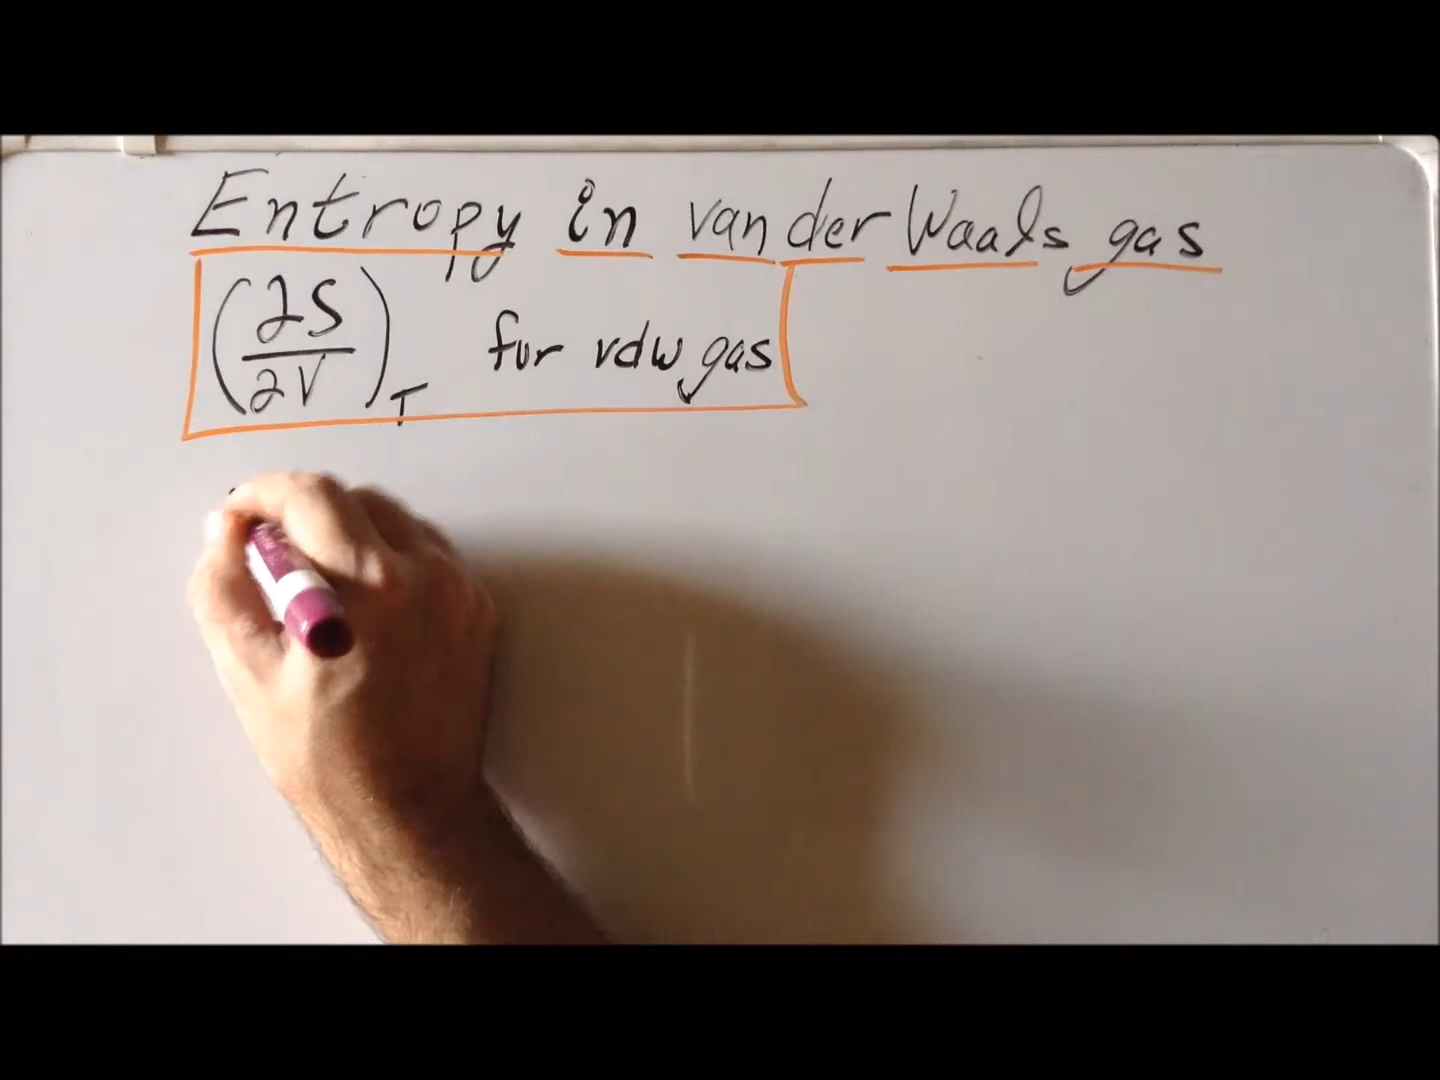 Entropy in van der Waals gas
(∂S/∂V)_T for vdw gas